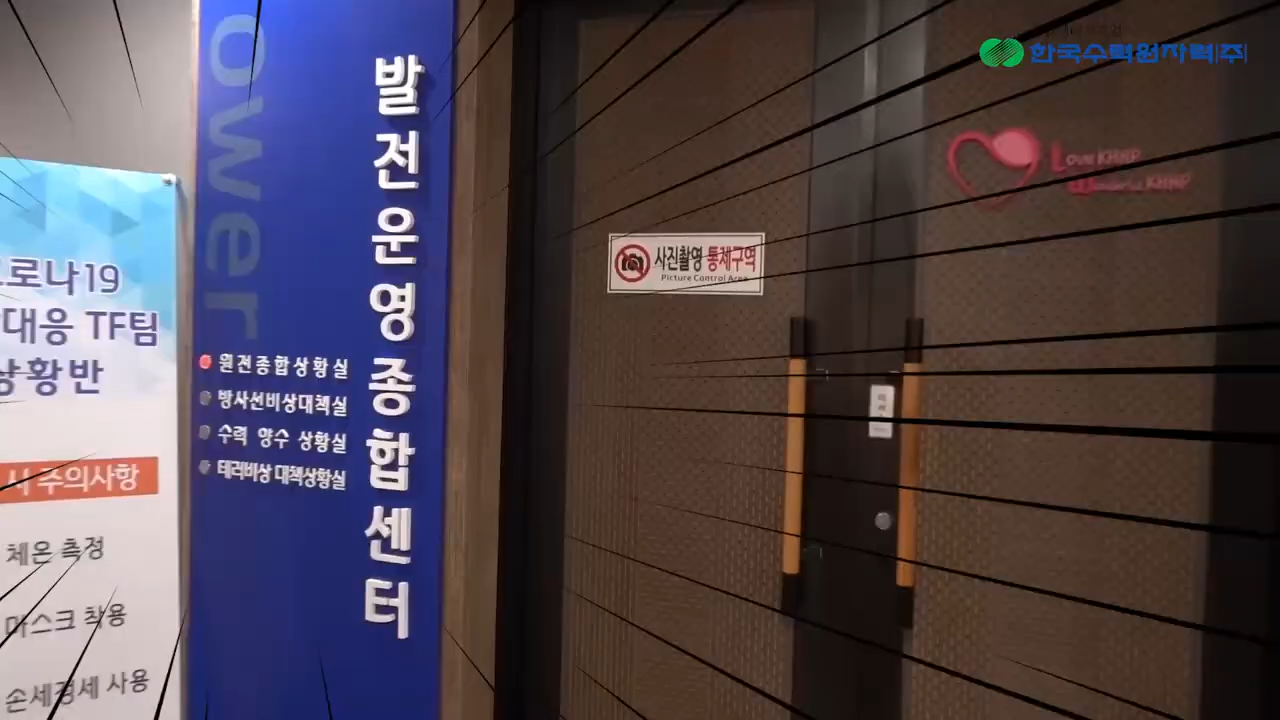 한국수력원자력(주)
ower
발전운영종합센터
원전종합상황실
방사선비상대책실
수력 양수 상황실
테러비상 대책상황실
로나19
대응 TF팀
상황반
시 주의사항
체온 측정
마스크 착용
손세정제 사용
사진촬영 통제구역
Picture Control Area
Love KHNP
KHNP